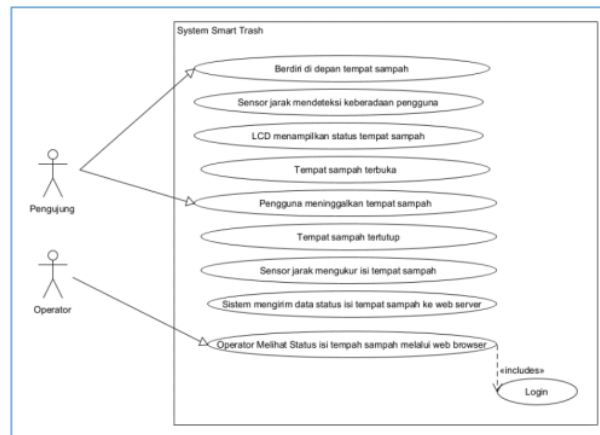 System Smart Trash
Berdiri di depan tempat sampah
Sensor jarak mendeteksi keberadaan pengguna
LCD menampilkan status tempat sampah
Tempat sampah terbuka
Pengujung
Pengguna meninggalkan tempat sampah
Tempat sampah tertutup
Sensor jarak mengukur isi tempat sampah
Operator
Sistem mengirim data status isi tempat sampah ke web server
Operator Melihat Status isi tempah sampah melalui web browser
«includes»
Login